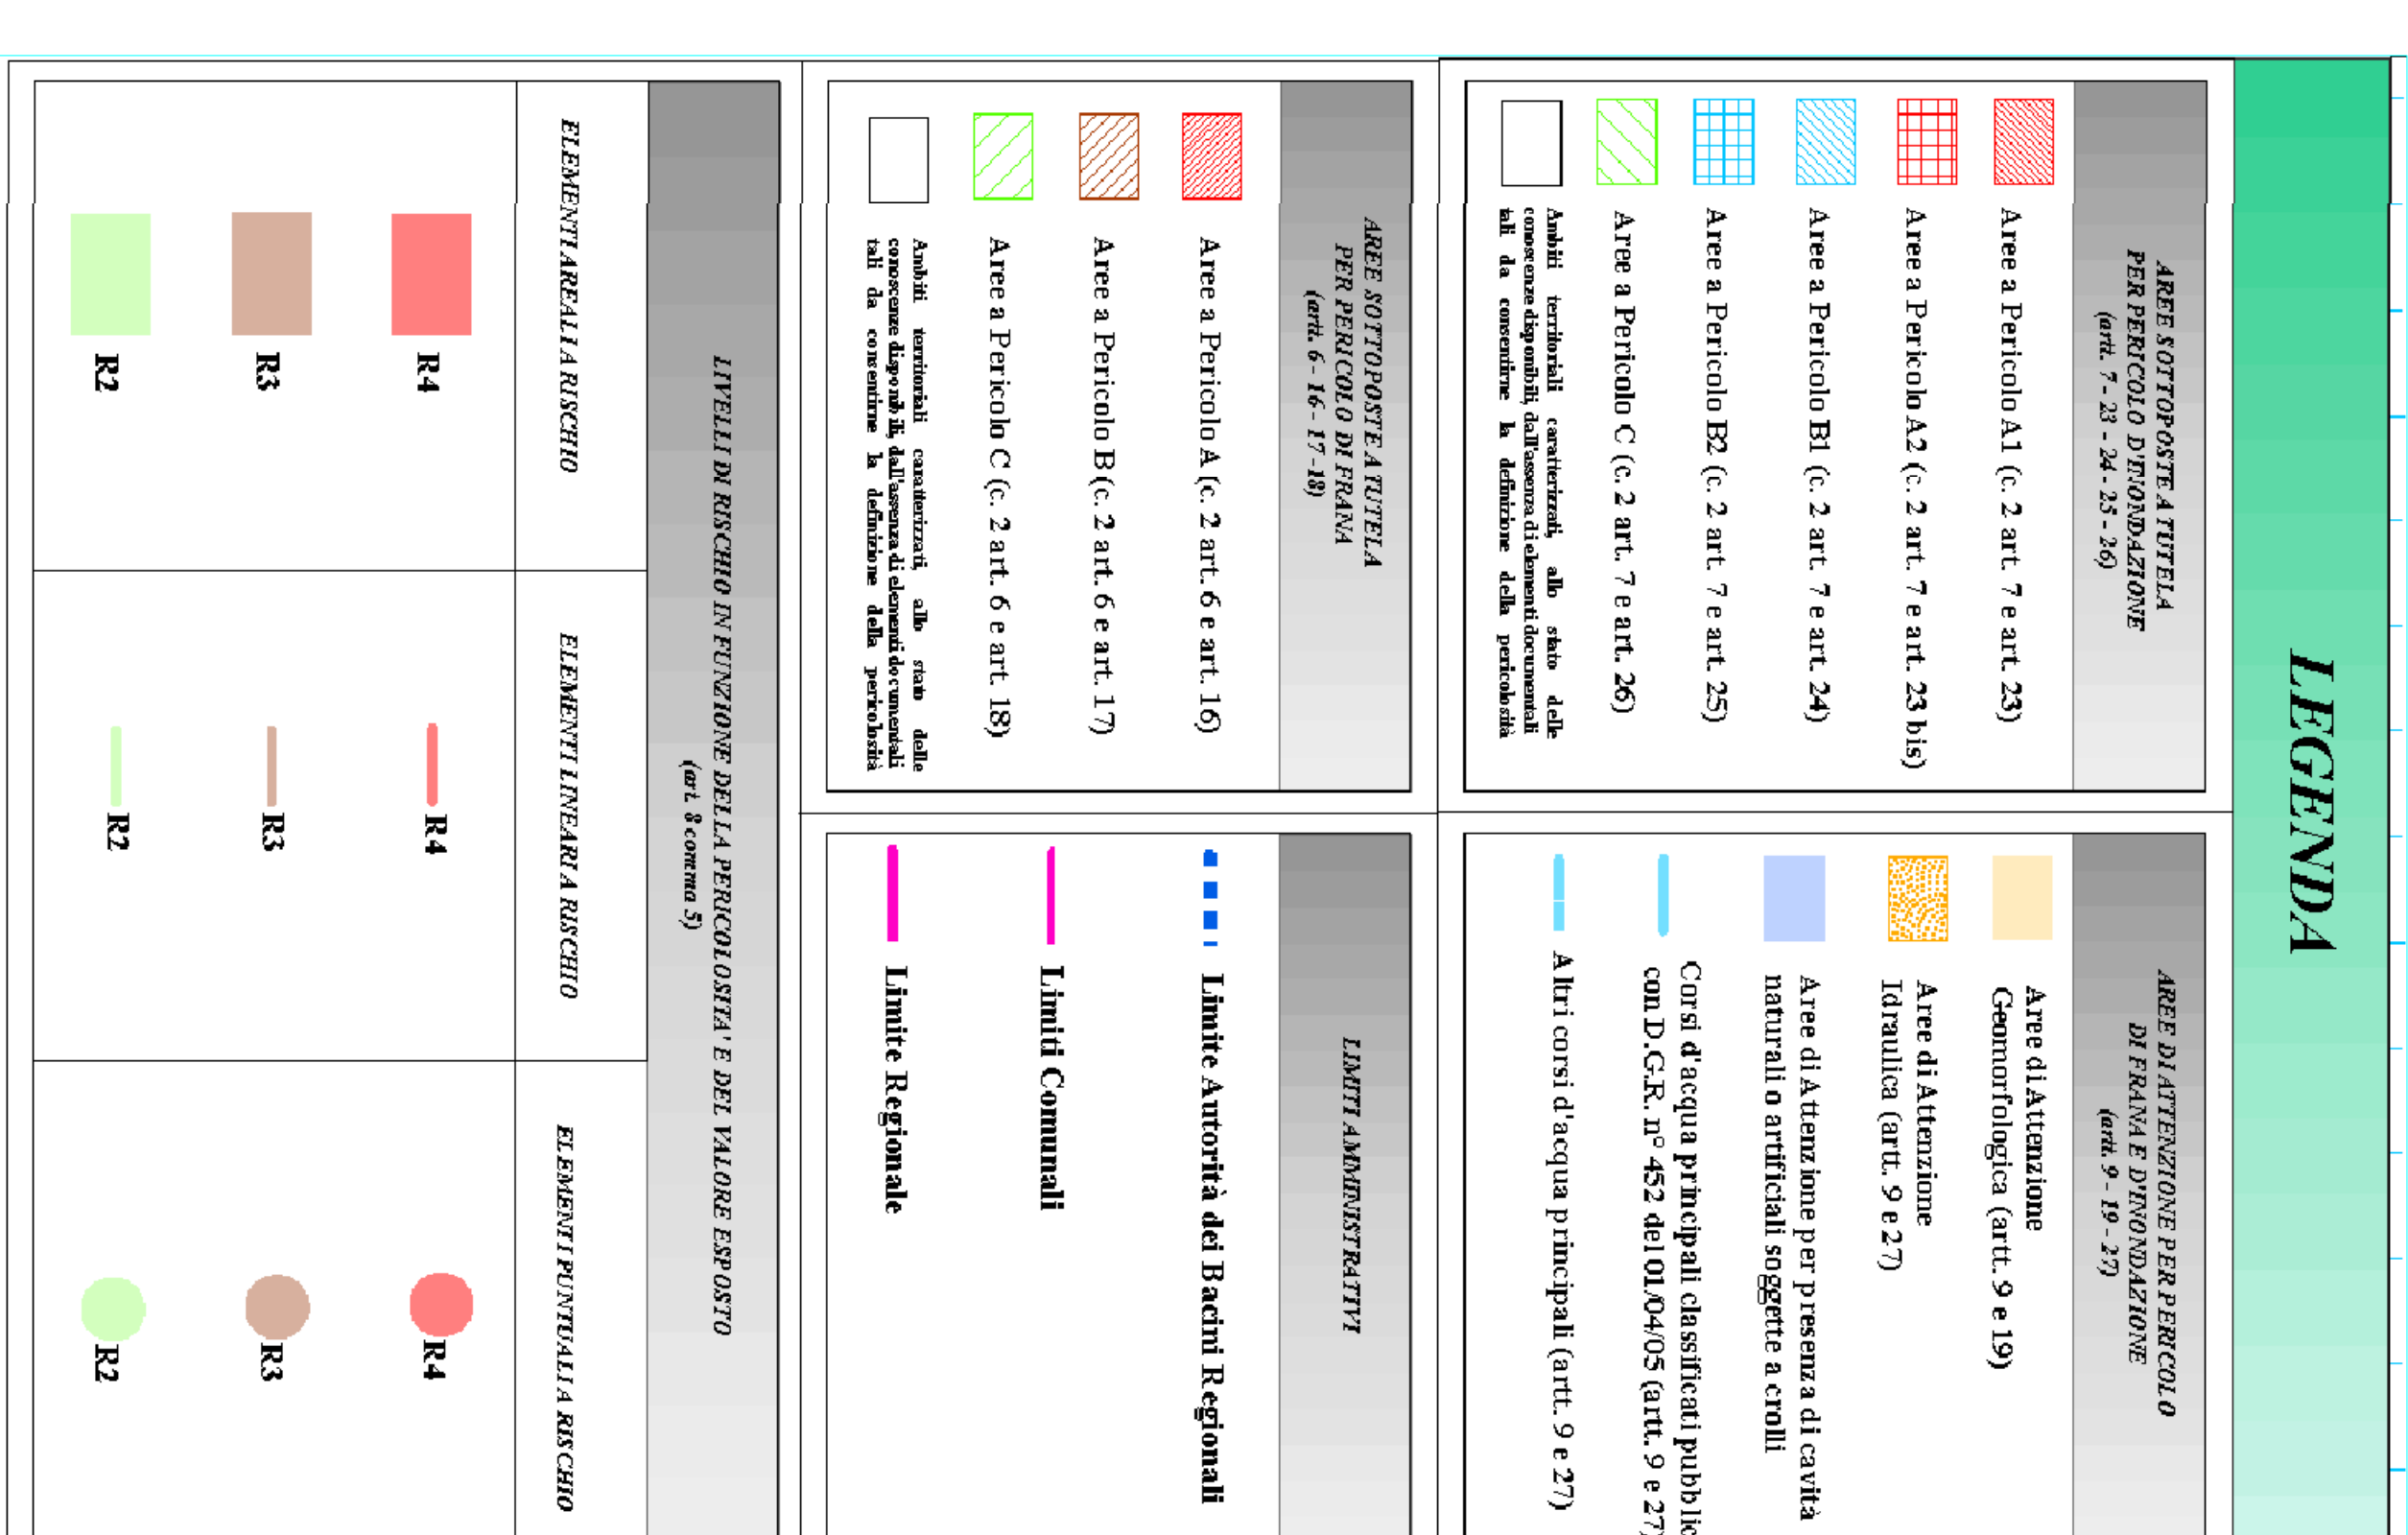 LEGENDA
AREE SOTTOPOSTE A TUTELA
PER PERICOLO D'INONDAZIONE
(artt. 7 - 23 - 24 - 25 - 26)
Aree a Pericolo A1 (c. 2 art. 7 e art. 23)
Aree a Pericolo A2 (c. 2 art. 7 e art. 23 bis)
Aree a Pericolo B1 (c. 2 art. 7 e art. 24)
Aree a Pericolo B2 (c. 2 art. 7 e art. 25)
Aree a Pericolo C (c. 2 art. 7 e art. 26)
Ambiti territoriali caratterizzati, allo stato delle
conoscenze disponibili, dall'assenza di elementi documentali
tali da consentirne la definizione della pericolosità
AREE DI ATTENZIONE PER PERICOLO
DI FRANA E D'INONDAZIONE
(artt. 9 - 19 - 27)
Aree di Attenzione
Geomorfologica (artt. 9 e 19)
Aree di Attenzione
Idraulica (artt. 9 e 27)
Aree di Attenzione per presenza di cavità
naturali o artificiali soggette a crolli
Corsi d'acqua principali classificati pubblic
con D.G.R. n° 452 del 01/04/05 (artt. 9 e 27)
Altri corsi d'acqua principali (artt. 9 e 27)
AREE SOTTOPOSTE A TUTELA
PER PERICOLO DI FRANA
(artt. 6 - 16 - 17 -18)
Aree a Pericolo A (c. 2 art. 6 e art. 16)
Aree a Pericolo B (c. 2 art. 6 e art. 17)
Aree a Pericolo C (c. 2 art. 6 e art. 18)
Ambiti territoriali caratterizzati, allo stato delle
conoscenze disponibili, dall'assenza di elementi documentali
tali da consentirne la definizione della pericolosità
LIMITI AMMINISTRATIVI
Limite Autorità dei Bacini Regionali
Limiti Comunali
Limite Regionale
LIVELLI DI RISCHIO IN FUNZIONE DELLA PERICOLOSITA' E DEL VALORE ESPOSTO
(art. 8 comma 5)
ELEMENTI AREALI A RISCHIO
R4
R3
R2
ELEMENTI LINEARI A RISCHIO
R4
R3
R2
ELEMENTI PUNTUALI A RISCHIO
R4
R3
R2